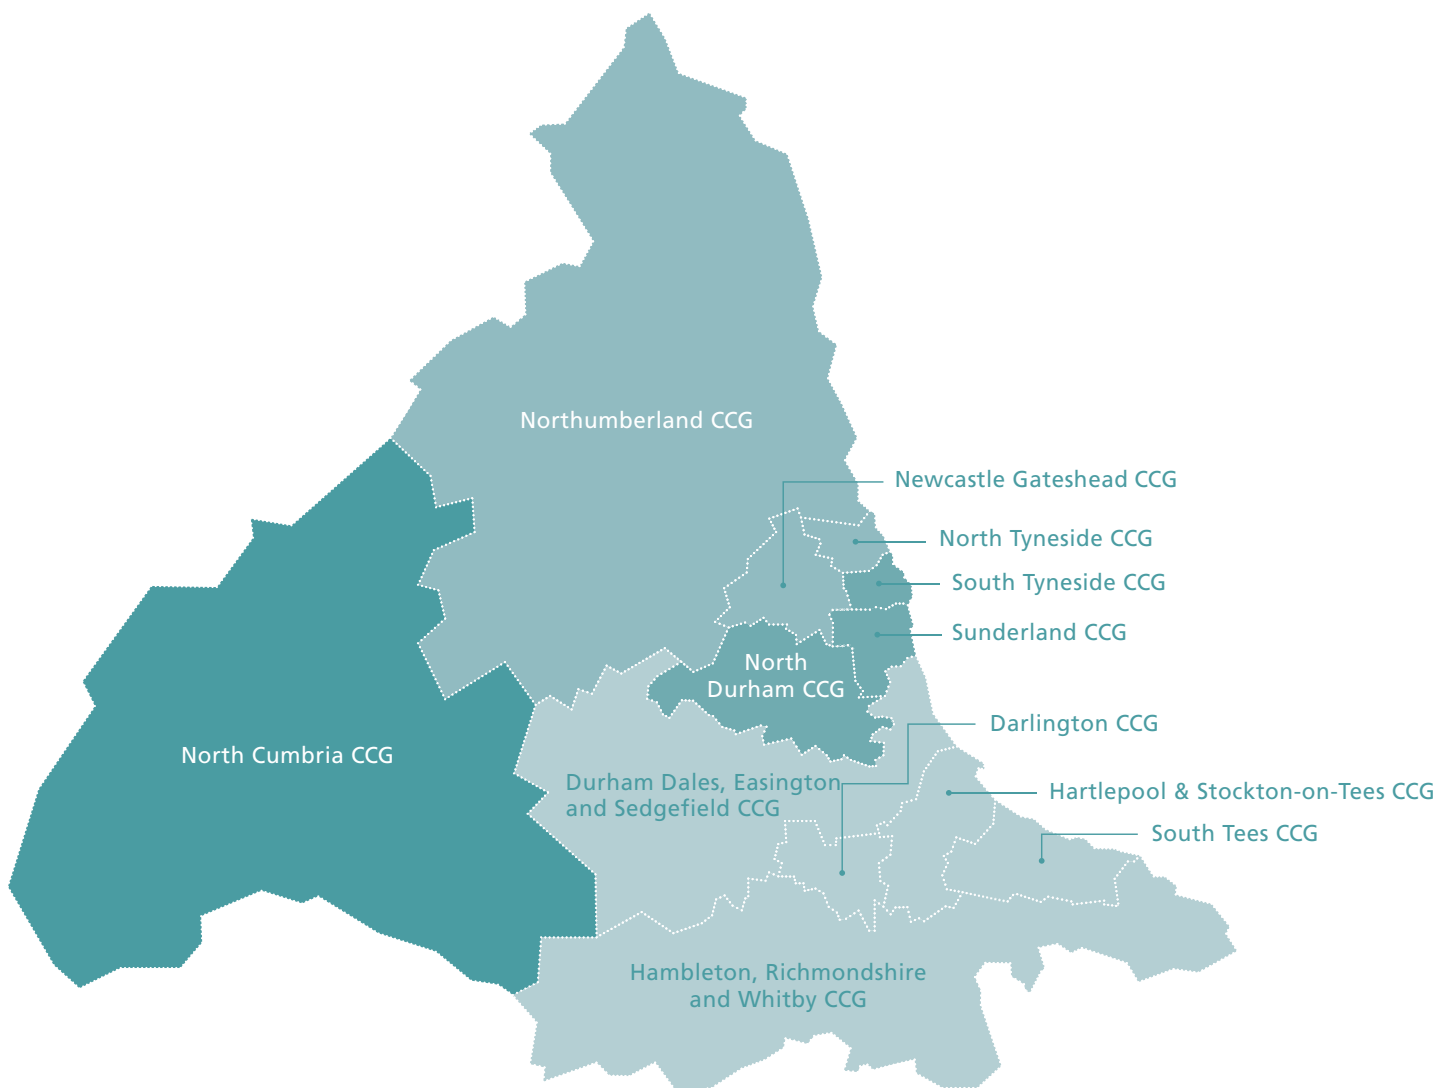 Northumberland CCG
Newcastle Gateshead CCG
North Tyneside CCG
South Tyneside CCG
Sunderland CCG
North
Durham CCG
Darlington CCG
North Cumbria CCG
Durham Dales, Easington
and Sedgefield CCG
Hartlepool & Stockton-on-Tees CCG
South Tees CCG
Hambleton, Richmondshire
and Whitby CCG